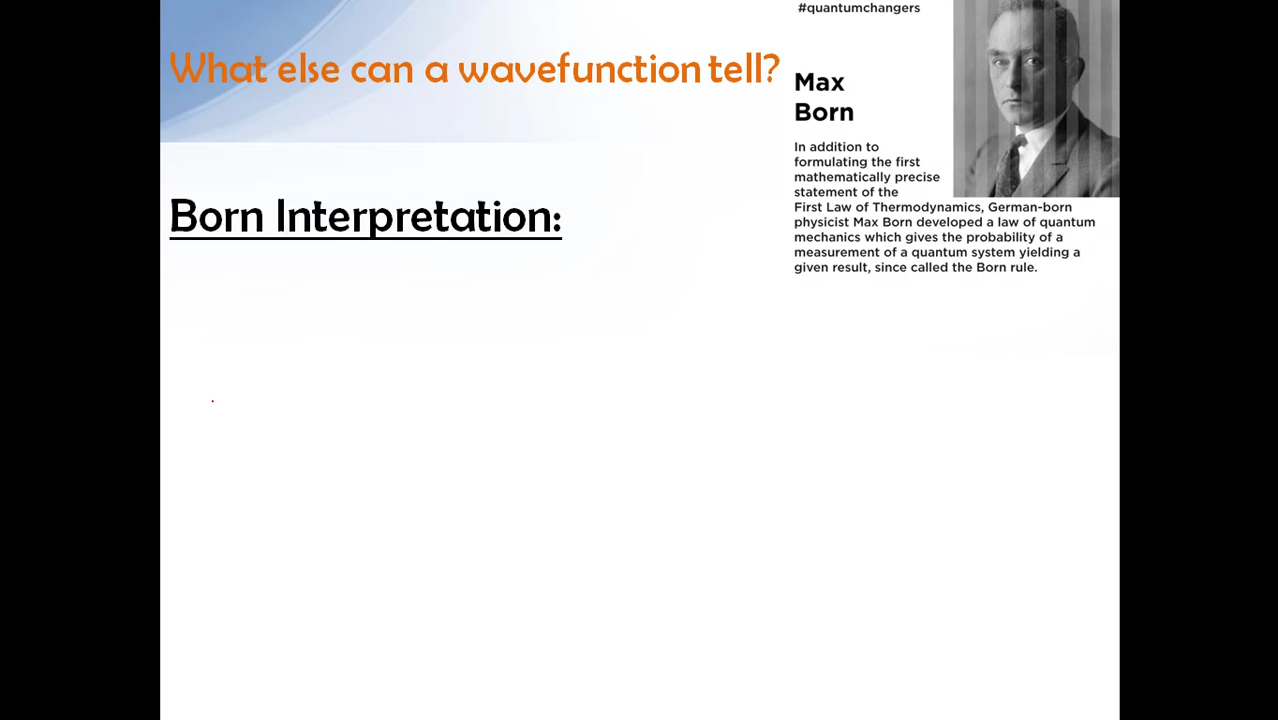 What else can a wavefunction tell?
#quantumchangers
Max
Born
In addition to
formulating the first
mathematically precise
statement of the
First Law of Thermodynamics, German-born
physicist Max Born developed a law of quantum
mechanics which gives the probability of a
measurement of a quantum system yielding a
given result, since called the Born rule.
Born Interpretation: